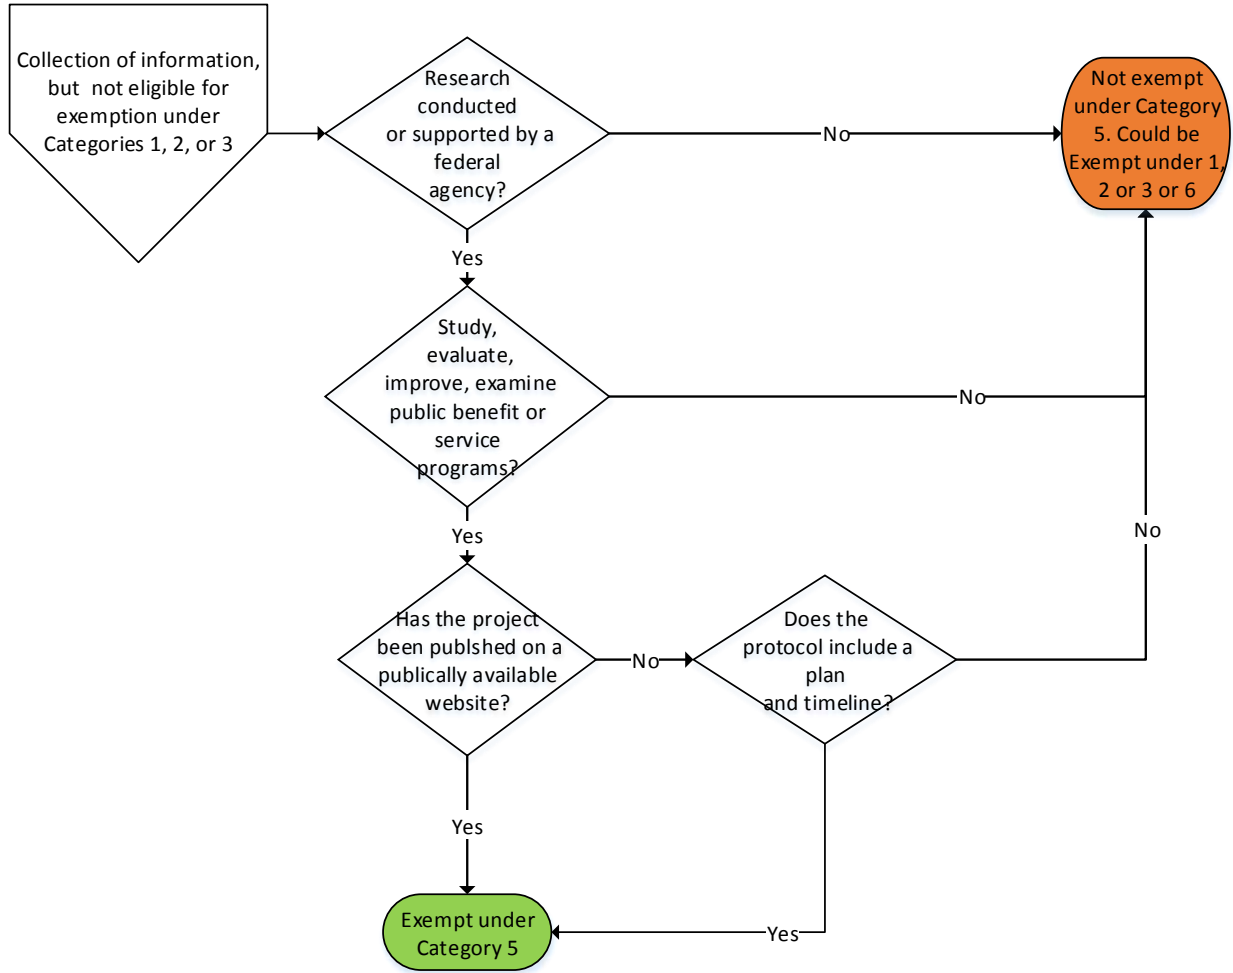 Collection of information,
but not eligible for
exemption under
Categories 1, 2, or 3
Research
conducted
or supported by a
federal
agency?
No
Not exempt
under Category
5. Could be
Exempt under 1,
2 or 3 or 6
Yes
Study,
evaluate,
improve, examine
public benefit or
service
programs?
No
Yes
No
Has the project
been publshed on a
publically available
website?
No
Does the
protocol include a
plan
and timeline?
Yes
Exempt under
Category 5
Yes